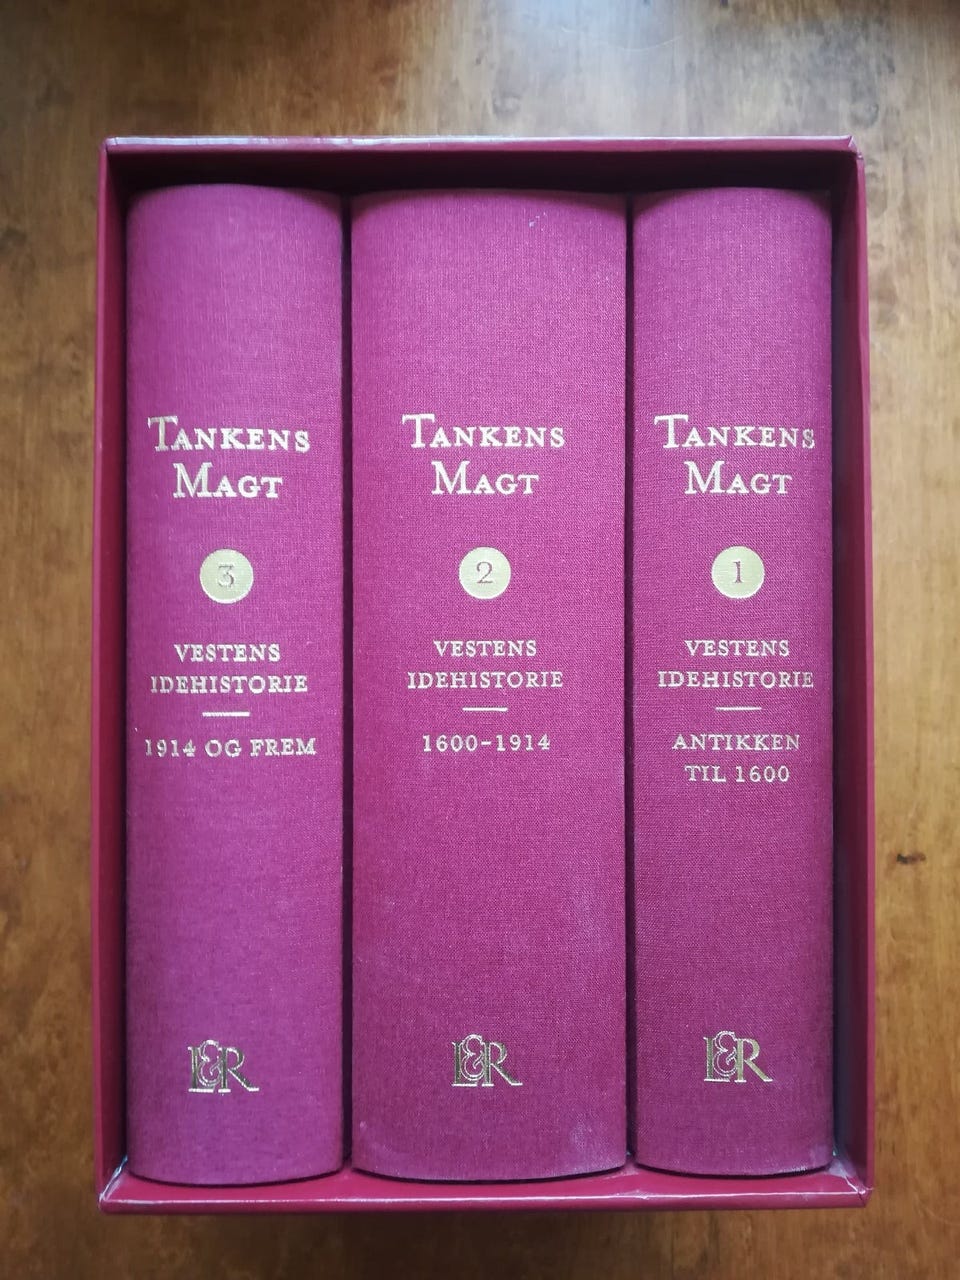 TANKENS
MAGT
3
VESTENS
IDEHISTORIE
1914 OG FREM
L&R
TANKENS
MAGT
2
VESTENS
IDEHISTORIE
1600-1914
L&R
TANKENS
MAGT
1
VESTENS
IDEHISTORIE
ANTIKKEN
TIL 1600
L&R